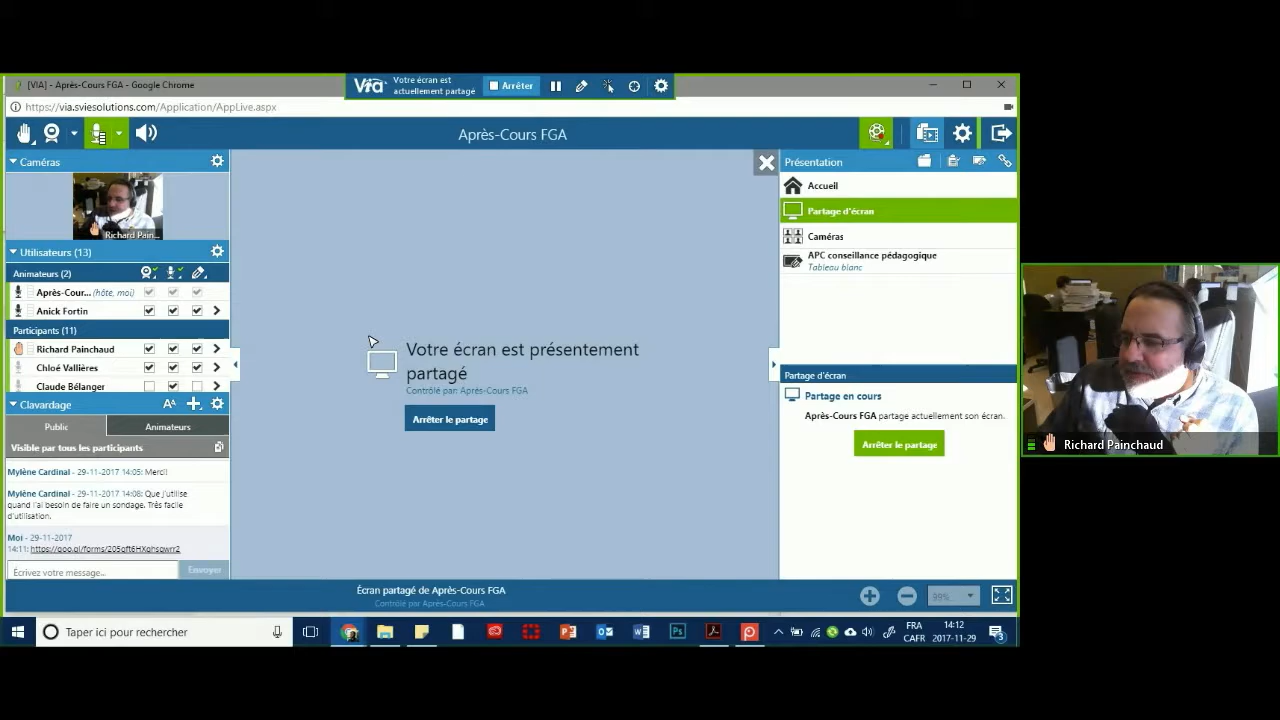 [VIA] - Après-Cours FGA - Google Chrome
Via
Votre écran est
actuellement partagé
Arrêter
https://via.sviesolutions.com/Application/AppLive.aspx
Après-Cours FGA
Caméras
Richard Pain...
Utilisateurs (13)
Animateurs (2)
Après-Cour... (hôte, moi)
Anick Fortin
Participants (11)
Richard Painchaud
Chloé Vallières
Claude Bélanger
Clavardage
Public
Animateurs
Visible par tous les participants
Mylène Cardinal - 29-11-2017 14:05: Merci!
Mylène Cardinal - 29-11-2017 14:08: Que j'utilise
quand l'ai besoin de faire un sondage. Très facile
d'utilisation.
Moi - 29-11-2017
14:11:
Écrivez votre message...
Envoyer
Votre écran est présentement
partagé
Contrôlé par: Après-Cours FGA
Arrêter le partage
Présentation
Accueil
Partage d'écran
Caméras
APC conseillance pédagogique
Tableau blanc
Partage d'écran
Partage en cours
Après-Cours FGA partage actuellement son écran.
Arrêter le partage
Richard Painchaud
Écran partagé de Après-Cours FGA
Contrôlé par Après-Cours FGA
99%
Taper ici pour rechercher
FRA
CAFR
14:12
2017-11-29
3